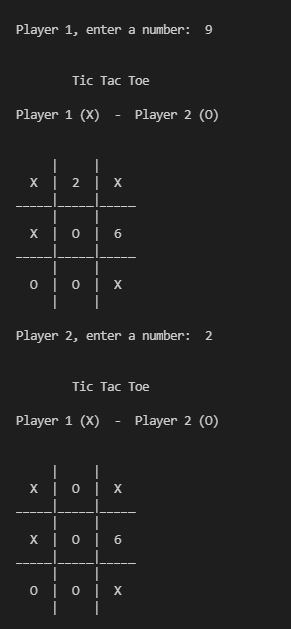 Player 1, enter a number:  9
Tic Tac Toe
Player 1 (X)  -  Player 2 (O)
     |     |
  X  |  2  |  X
_____|_____|_____
     |     |
  X  |  O  |  6
_____|_____|_____
     |     |
  O  |  O  |  X
     |     |
Player 2, enter a number:  2
Tic Tac Toe
Player 1 (X)  -  Player 2 (O)
     |     |
  X  |  O  |  X
_____|_____|_____
     |     |
  X  |  O  |  6
_____|_____|_____
     |     |
  O  |  O  |  X
     |     |